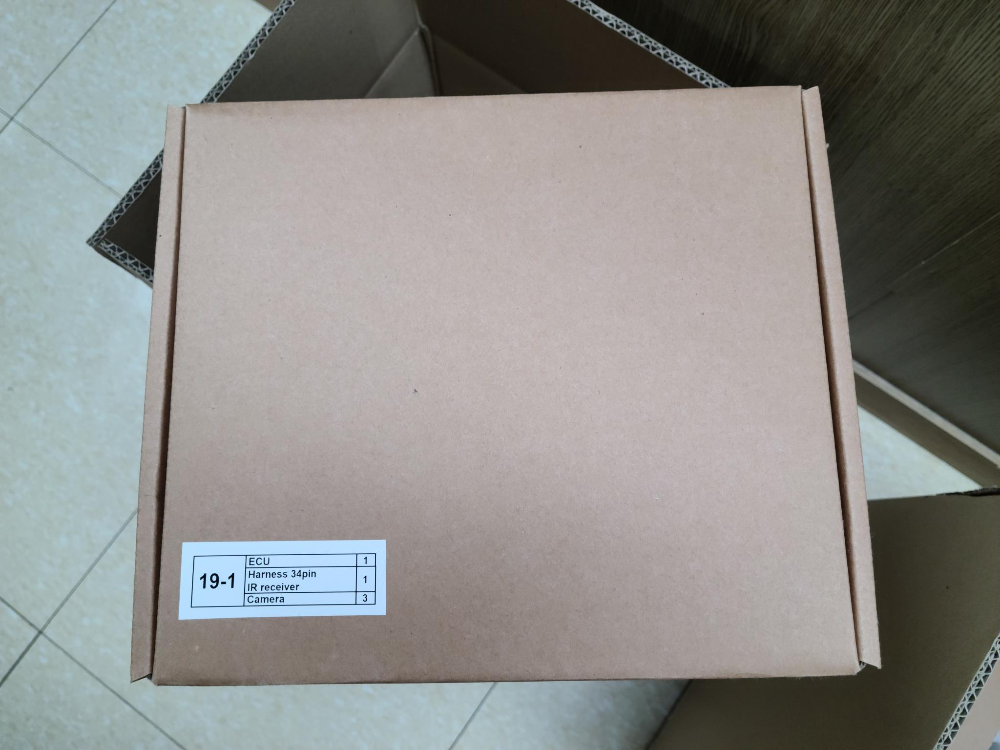 19-1
ECU 1
Harness 34pin
IR receiver 1
Camera 3